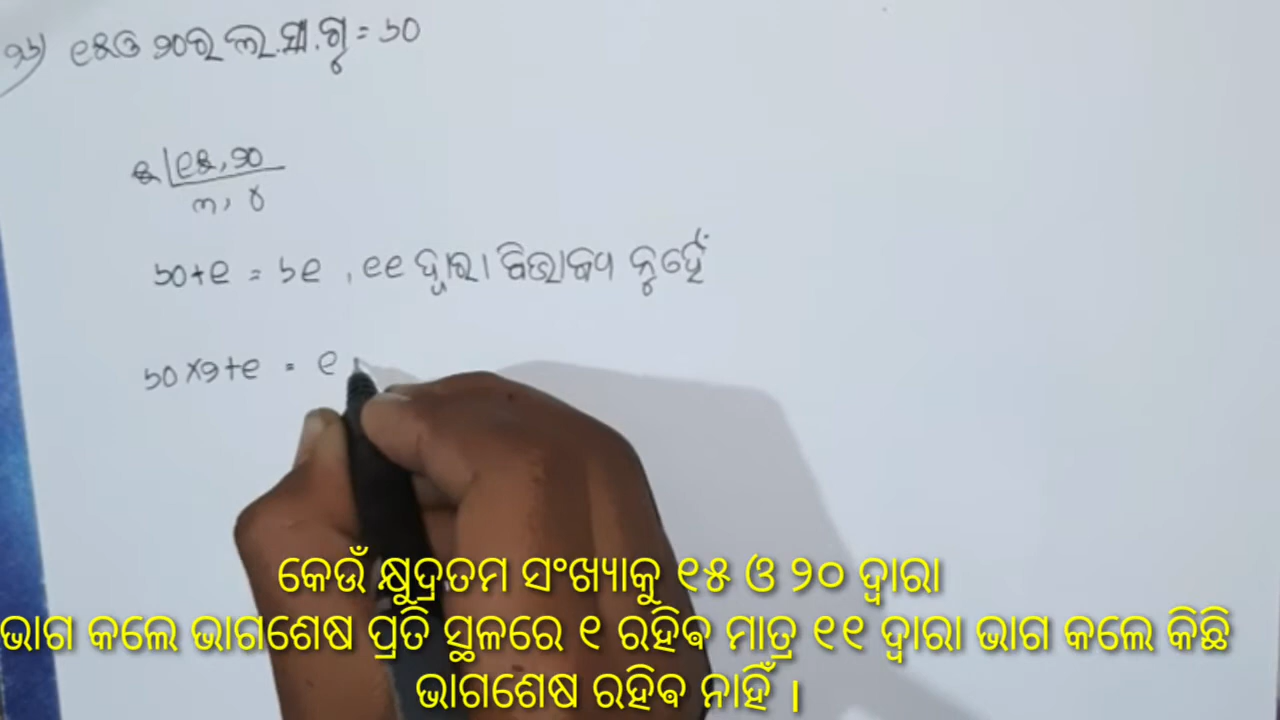 ୨୬) ୧୫ ଓ ୨୦ର ଲ.ସା.ଗୁ = ୬୦
୫ | ୧୫, ୨୦
୩, ୪
୬୦+୧ = ୬୧ , ୧୧ ଦ୍ୱାରା ବିଭାଜ୍ୟ ନୁହେଁ
୬୦×୨+୧ = ୧
କେଉଁ କ୍ଷୁଦ୍ରତମ ସଂଖ୍ୟାକୁ ୧୫ ଓ ୨୦ ଦ୍ୱାରା
ଭାଗ କଲେ ଭାଗଶେଷ ପ୍ରତି ସ୍ଥଳରେ ୧ ରହିବ ମାତ୍ର ୧୧ ଦ୍ୱାରା ଭାଗ କଲେ କିଛି
ଭାଗଶେଷ ରହିବ ନାହିଁ ।